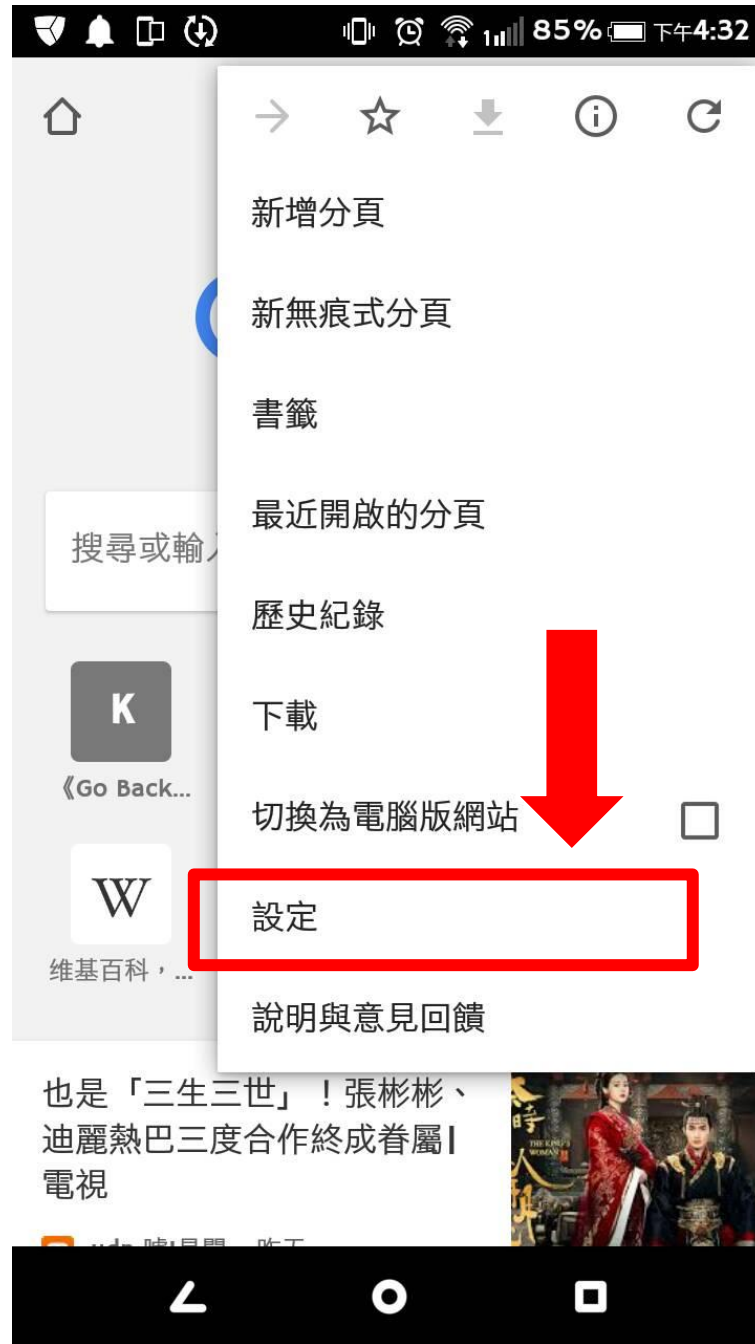 85% 下午4:32
新增分頁
新無痕式分頁
書籤
最近開啟的分頁
搜尋或輸入
歷史紀錄
K
下載
《Go Back...
切換為電腦版網站
W
設定
维基百科，...
說明與意見回饋
也是「三生三世」！張彬彬、
迪麗熱巴三度合作終成眷屬|
電視
THE KING'S
WOMAN